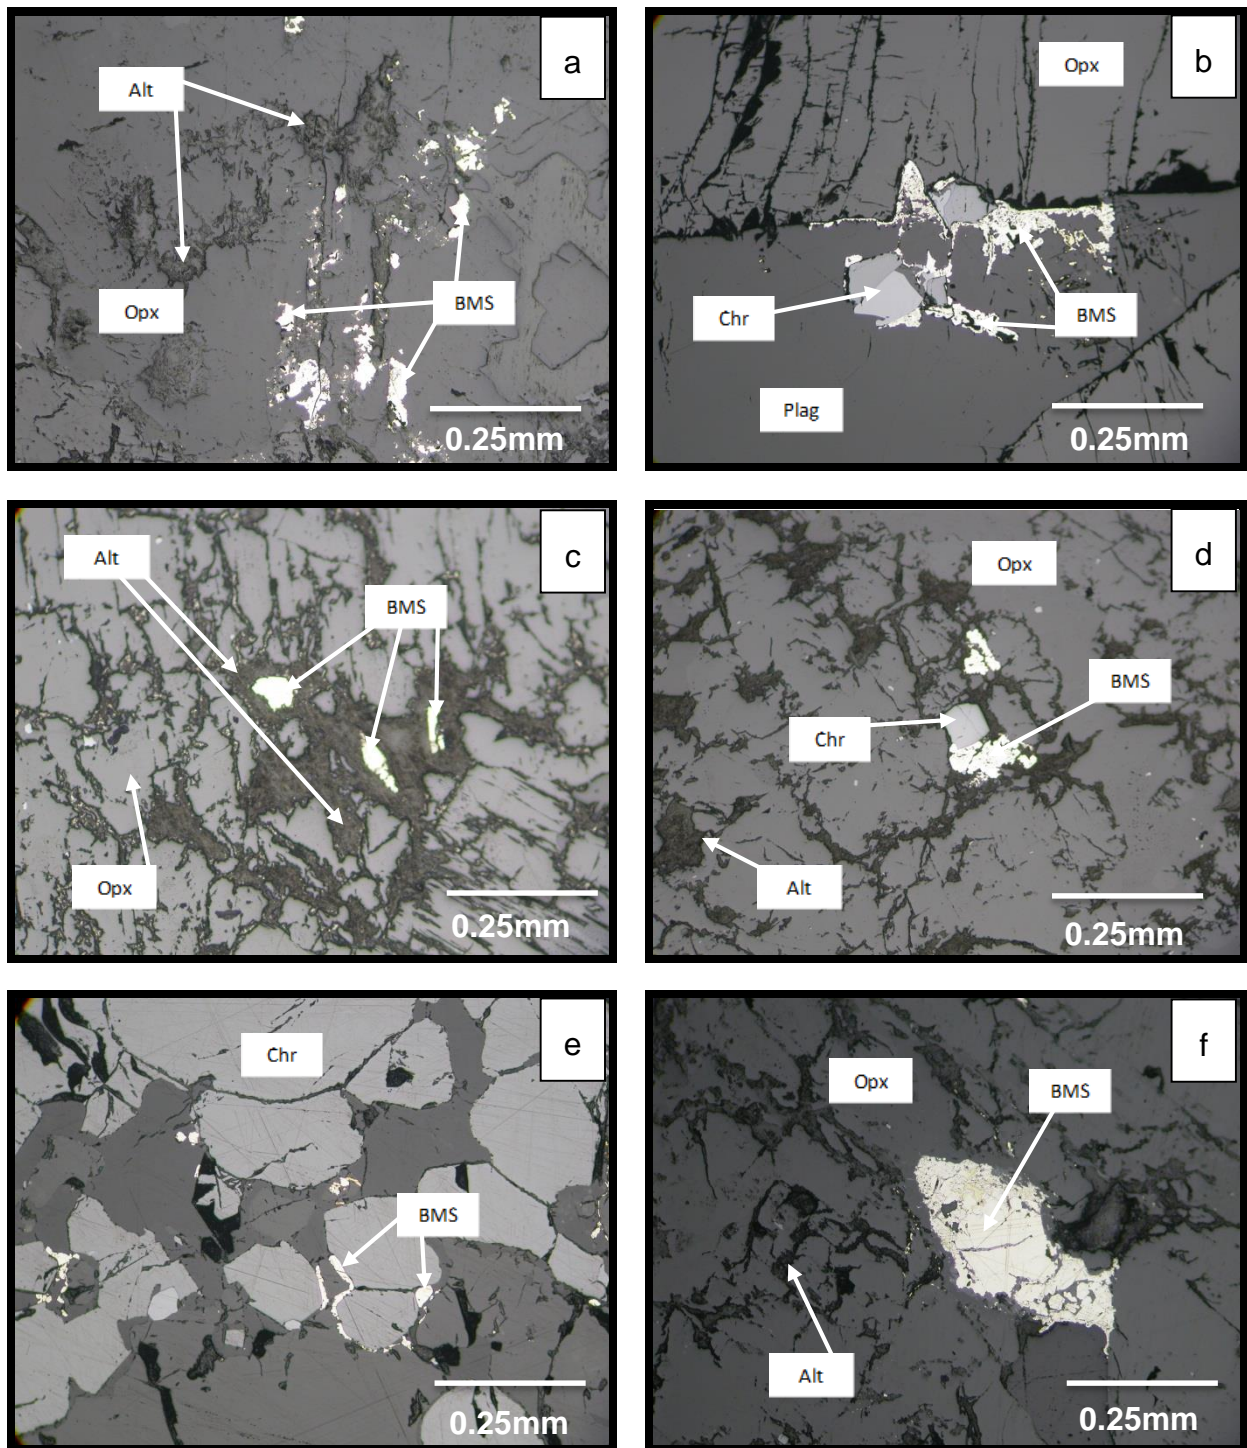 a
Alt
Opx
BMS
0.25mm
b
Opx
Chr
BMS
Plag
0.25mm
c
Alt
BMS
Opx
0.25mm
d
Opx
BMS
Chr
Alt
0.25mm
e
Chr
BMS
0.25mm
f
Opx
BMS
Alt
0.25mm